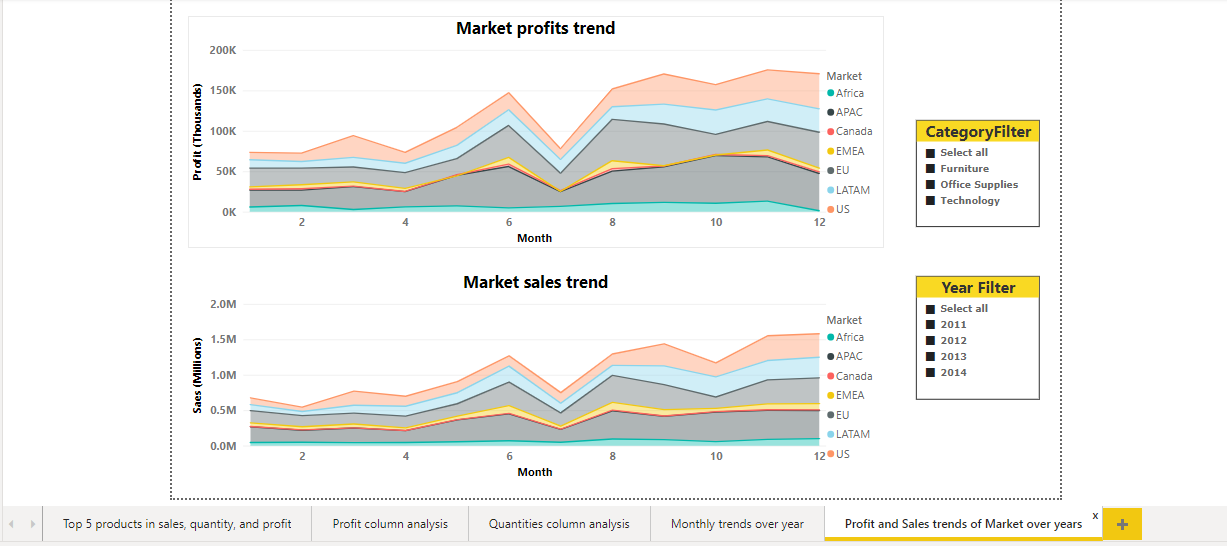 Market profits trend
200K
150K
100K
50K
0K
Profit (Thousands)
2 4 6 8 10 12
Month
Market
Africa
APAC
Canada
EMEA
EU
LATAM
US
CategoryFilter
Select all
Furniture
Office Supplies
Technology
Market sales trend
2.0M
1.5M
1.0M
0.5M
0.0M
Saes (Millions)
2 4 6 8 10 12
Month
Market
Africa
APAC
Canada
EMEA
EU
LATAM
US
Year Filter
Select all
2011
2012
2013
2014
Top 5 products in sales, quantity, and profit Profit column analysis Quantities column analysis Monthly trends over year Profit and Sales trends of Market over years x +